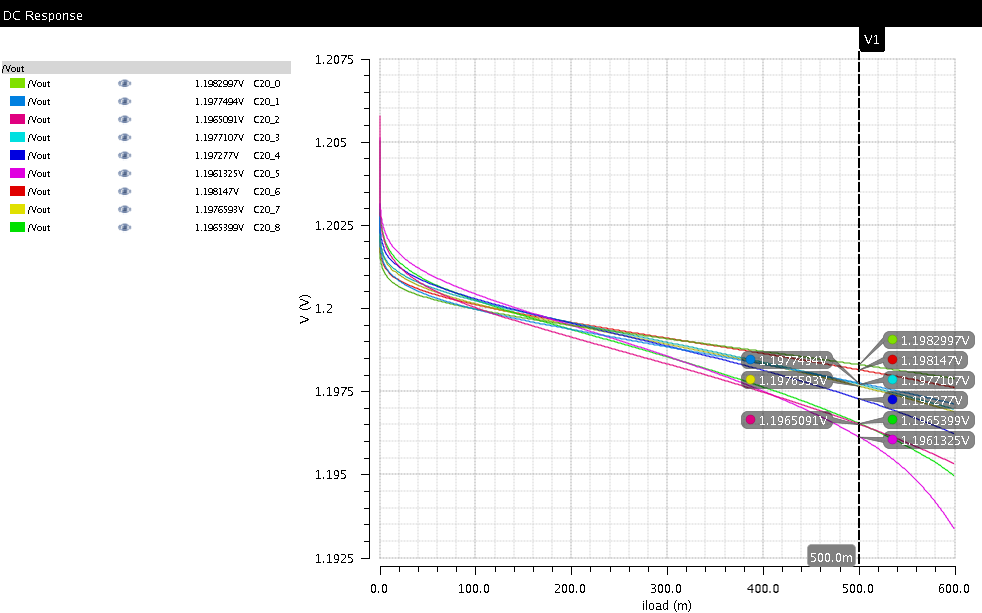 DC Response
V1
/Vout
/Vout 1.1982997V C20_0
/Vout 1.1977494V C20_1
/Vout 1.1965091V C20_2
/Vout 1.1977107V C20_3
/Vout 1.197277V C20_4
/Vout 1.1961325V C20_5
/Vout 1.198147V C20_6
/Vout 1.1976593V C20_7
/Vout 1.1965399V C20_8
V (V)
1.2075
1.205
1.2025
1.2
1.1975
1.195
1.1925
1.1977494V
1.1976593V
1.1965091V
1.1982997V
1.198147V
1.1977107V
1.197277V
1.1965399V
1.1961325V
500.0m
0.0 100.0 200.0 300.0 400.0 500.0 600.0
iload (m)